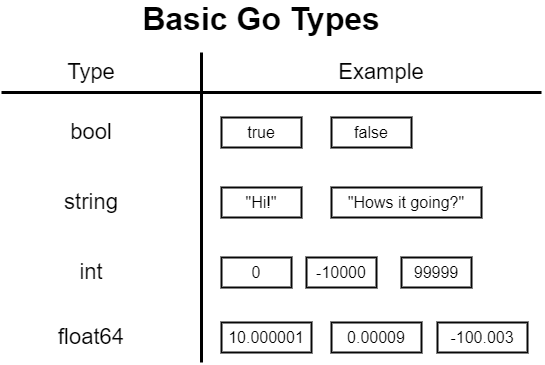 Basic Go Types
Type Example
bool true false
string "Hi!" "Hows it going?"
int 0 -10000 99999
float64 10.000001 0.00009 -100.003